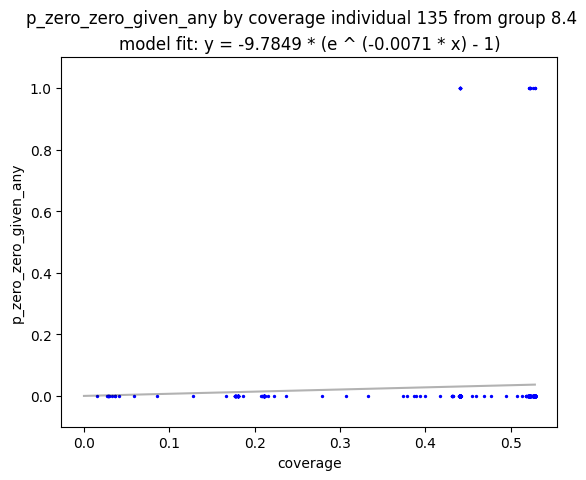 p_zero_zero_given_any by coverage individual 135 from group 8.4
model fit: y = -9.7849 * (e ^ (-0.0071 * x) - 1)
p_zero_zero_given_any
1.0
0.8
0.6
0.4
0.2
0.0
0.0 0.1 0.2 0.3 0.4 0.5
coverage